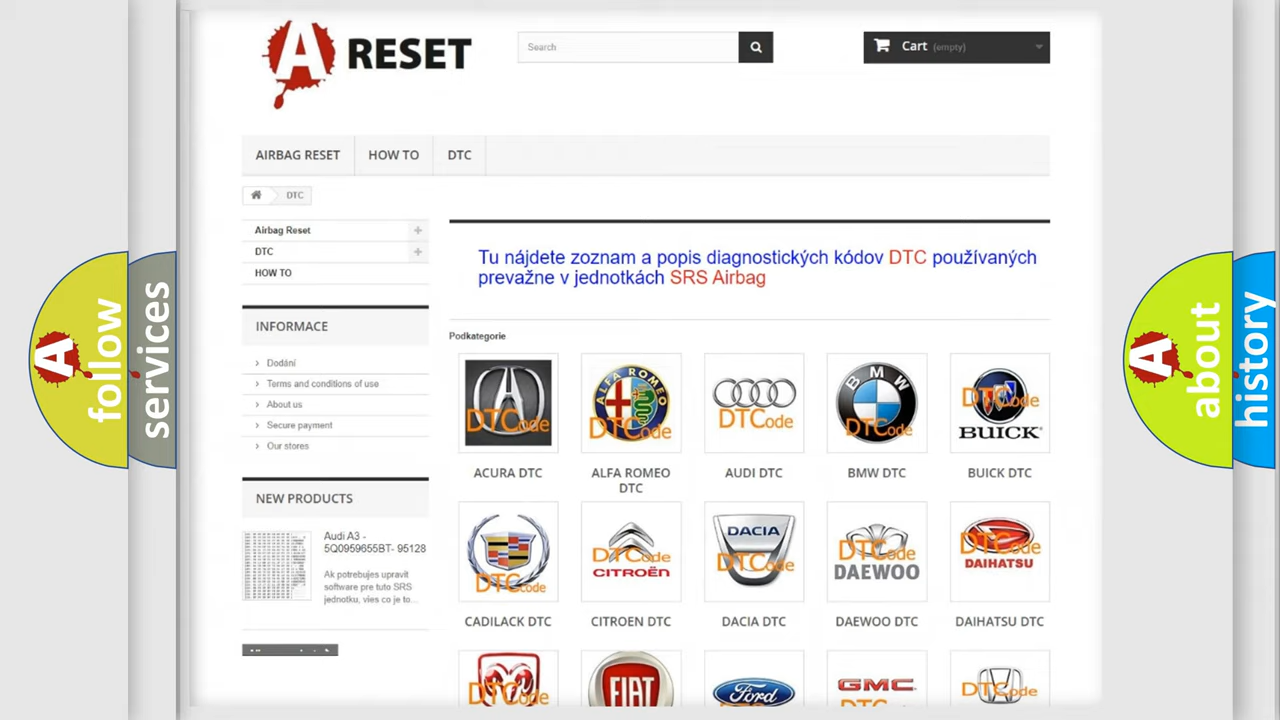 A RESET
Search
Cart (empty)
AIRBAG RESET
HOW TO
DTC
DTC
Airbag Reset
DTC
HOW TO
Tu nájdete zoznam a popis diagnostických kódov DTC používaných
prevažne v jednotkách SRS Airbag
INFORMACE
Dodání
Terms and conditions of use
About us
Secure payment
Our stores
NEW PRODUCTS
Audi A3 -
5Q0959655BT- 95128
Ak potrebujes upravit
software pre tuto SRS
jednotku, vies co je to...
Podkategorie
DTCode
ALFA ROMEO
DTCode
DTCode
BMW
DTCode
DTCode
BUICK
ACURA DTC
ALFA ROMEO
DTC
AUDI DTC
BMW DTC
BUICK DTC
DTCode
DTCode
CITROËN
DACIA
DTCode
DTCode
DAEWOO
DTCode
DAIHATSU
CADILACK DTC
CITROEN DTC
DACIA DTC
DAEWOO DTC
DAIHATSU DTC
DTCode
FIAT
Ford
GMC
DTCode
A follow
services
A about
history